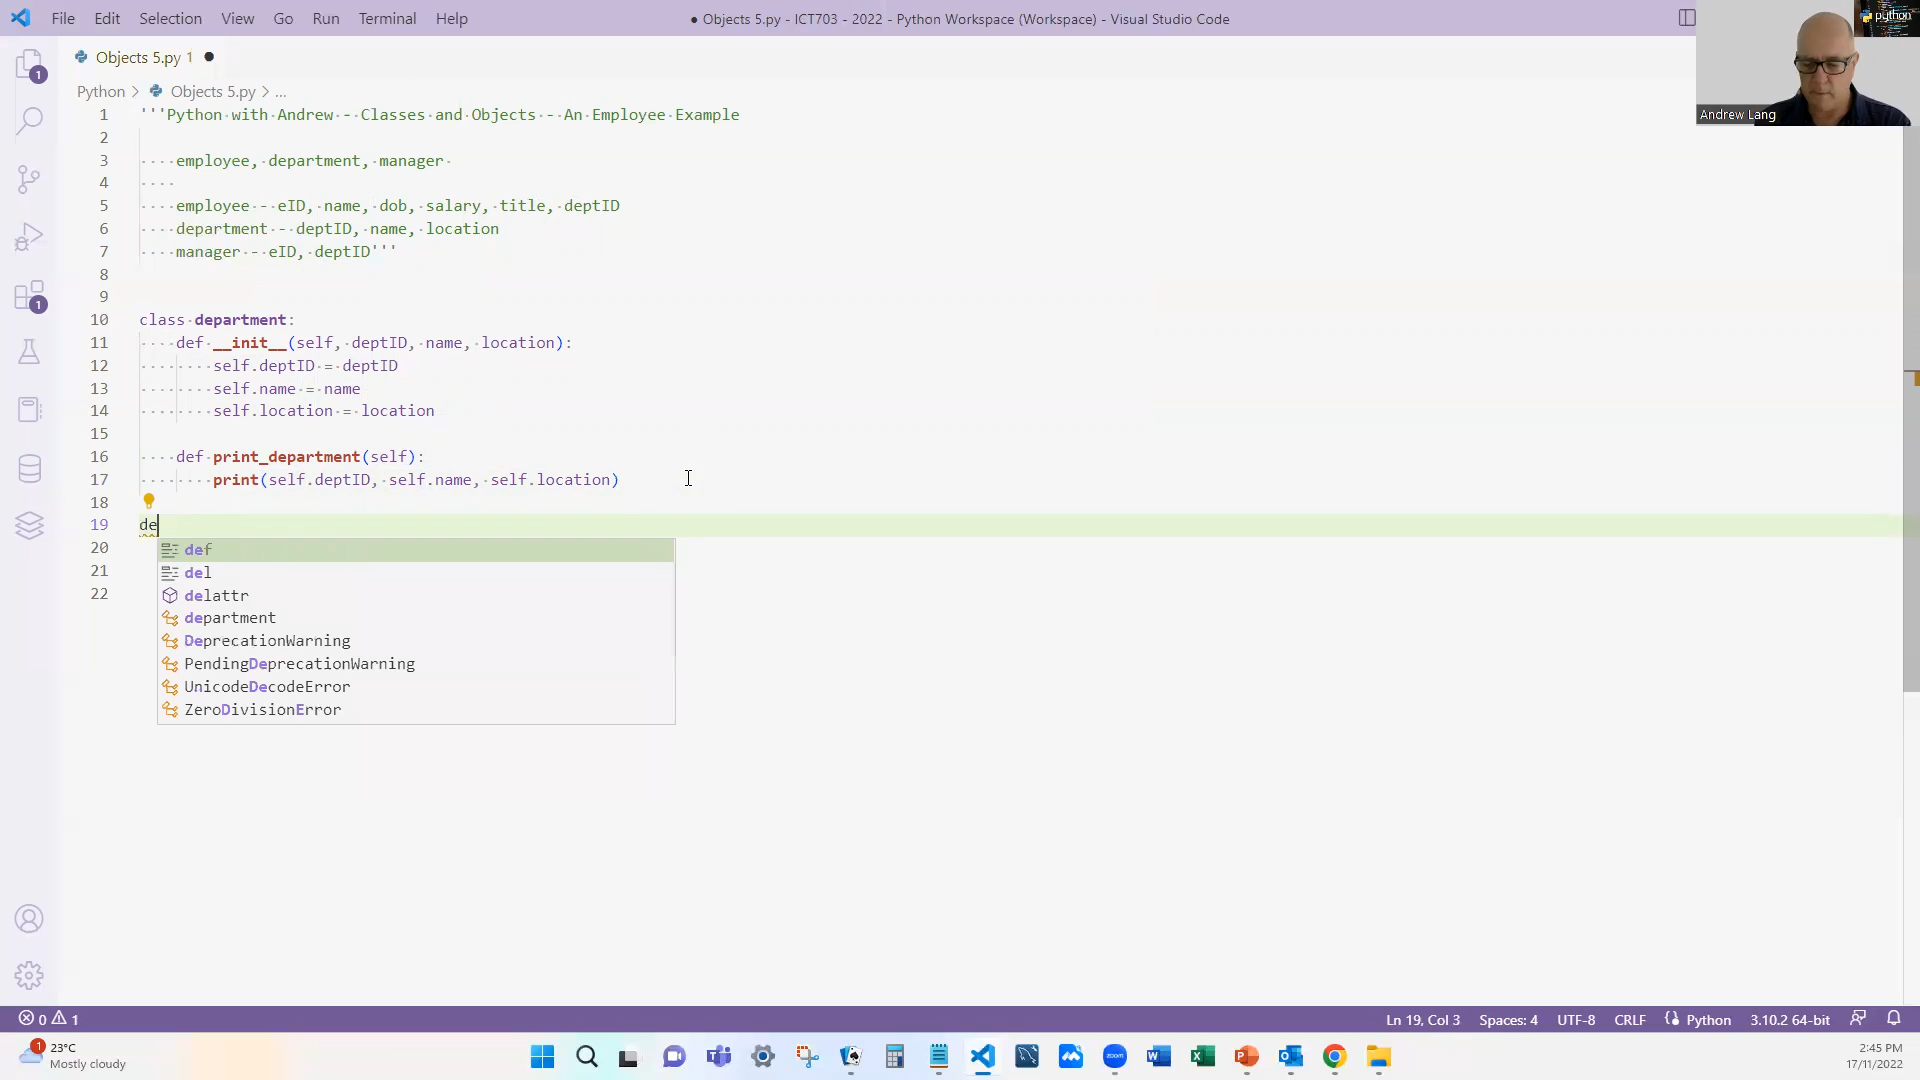 File Edit Selection View Go Run Terminal Help
● Objects 5.py - ICT703 - 2022 - Python Workspace (Workspace) - Visual Studio Code
python
Andrew Lang
Objects 5.py 1 ●
Python > Objects 5.py > ...
1 '''Python with Andrew - Classes and Objects - An Employee Example
2
3 employee, department, manager
4
5 employee - eID, name, dob, salary, title, deptID
6 department - deptID, name, location
7 manager - eID, deptID'''
8
9
10 class department:
11 def __init__(self, deptID, name, location):
12 self.deptID = deptID
13 self.name = name
14 self.location = location
15
16 def print_department(self):
17 print(self.deptID, self.name, self.location)
18
19 de
20 def
21 del
delattr
22 department
DeprecationWarning
PendingDeprecationWarning
UnicodeDecodeError
ZeroDivisionError
1
1
0 1
Ln 19, Col 3 Spaces: 4 UTF-8 CRLF Python 3.10.2 64-bit
1
23°C
Mostly cloudy
zoom
2:45 PM
17/11/2022